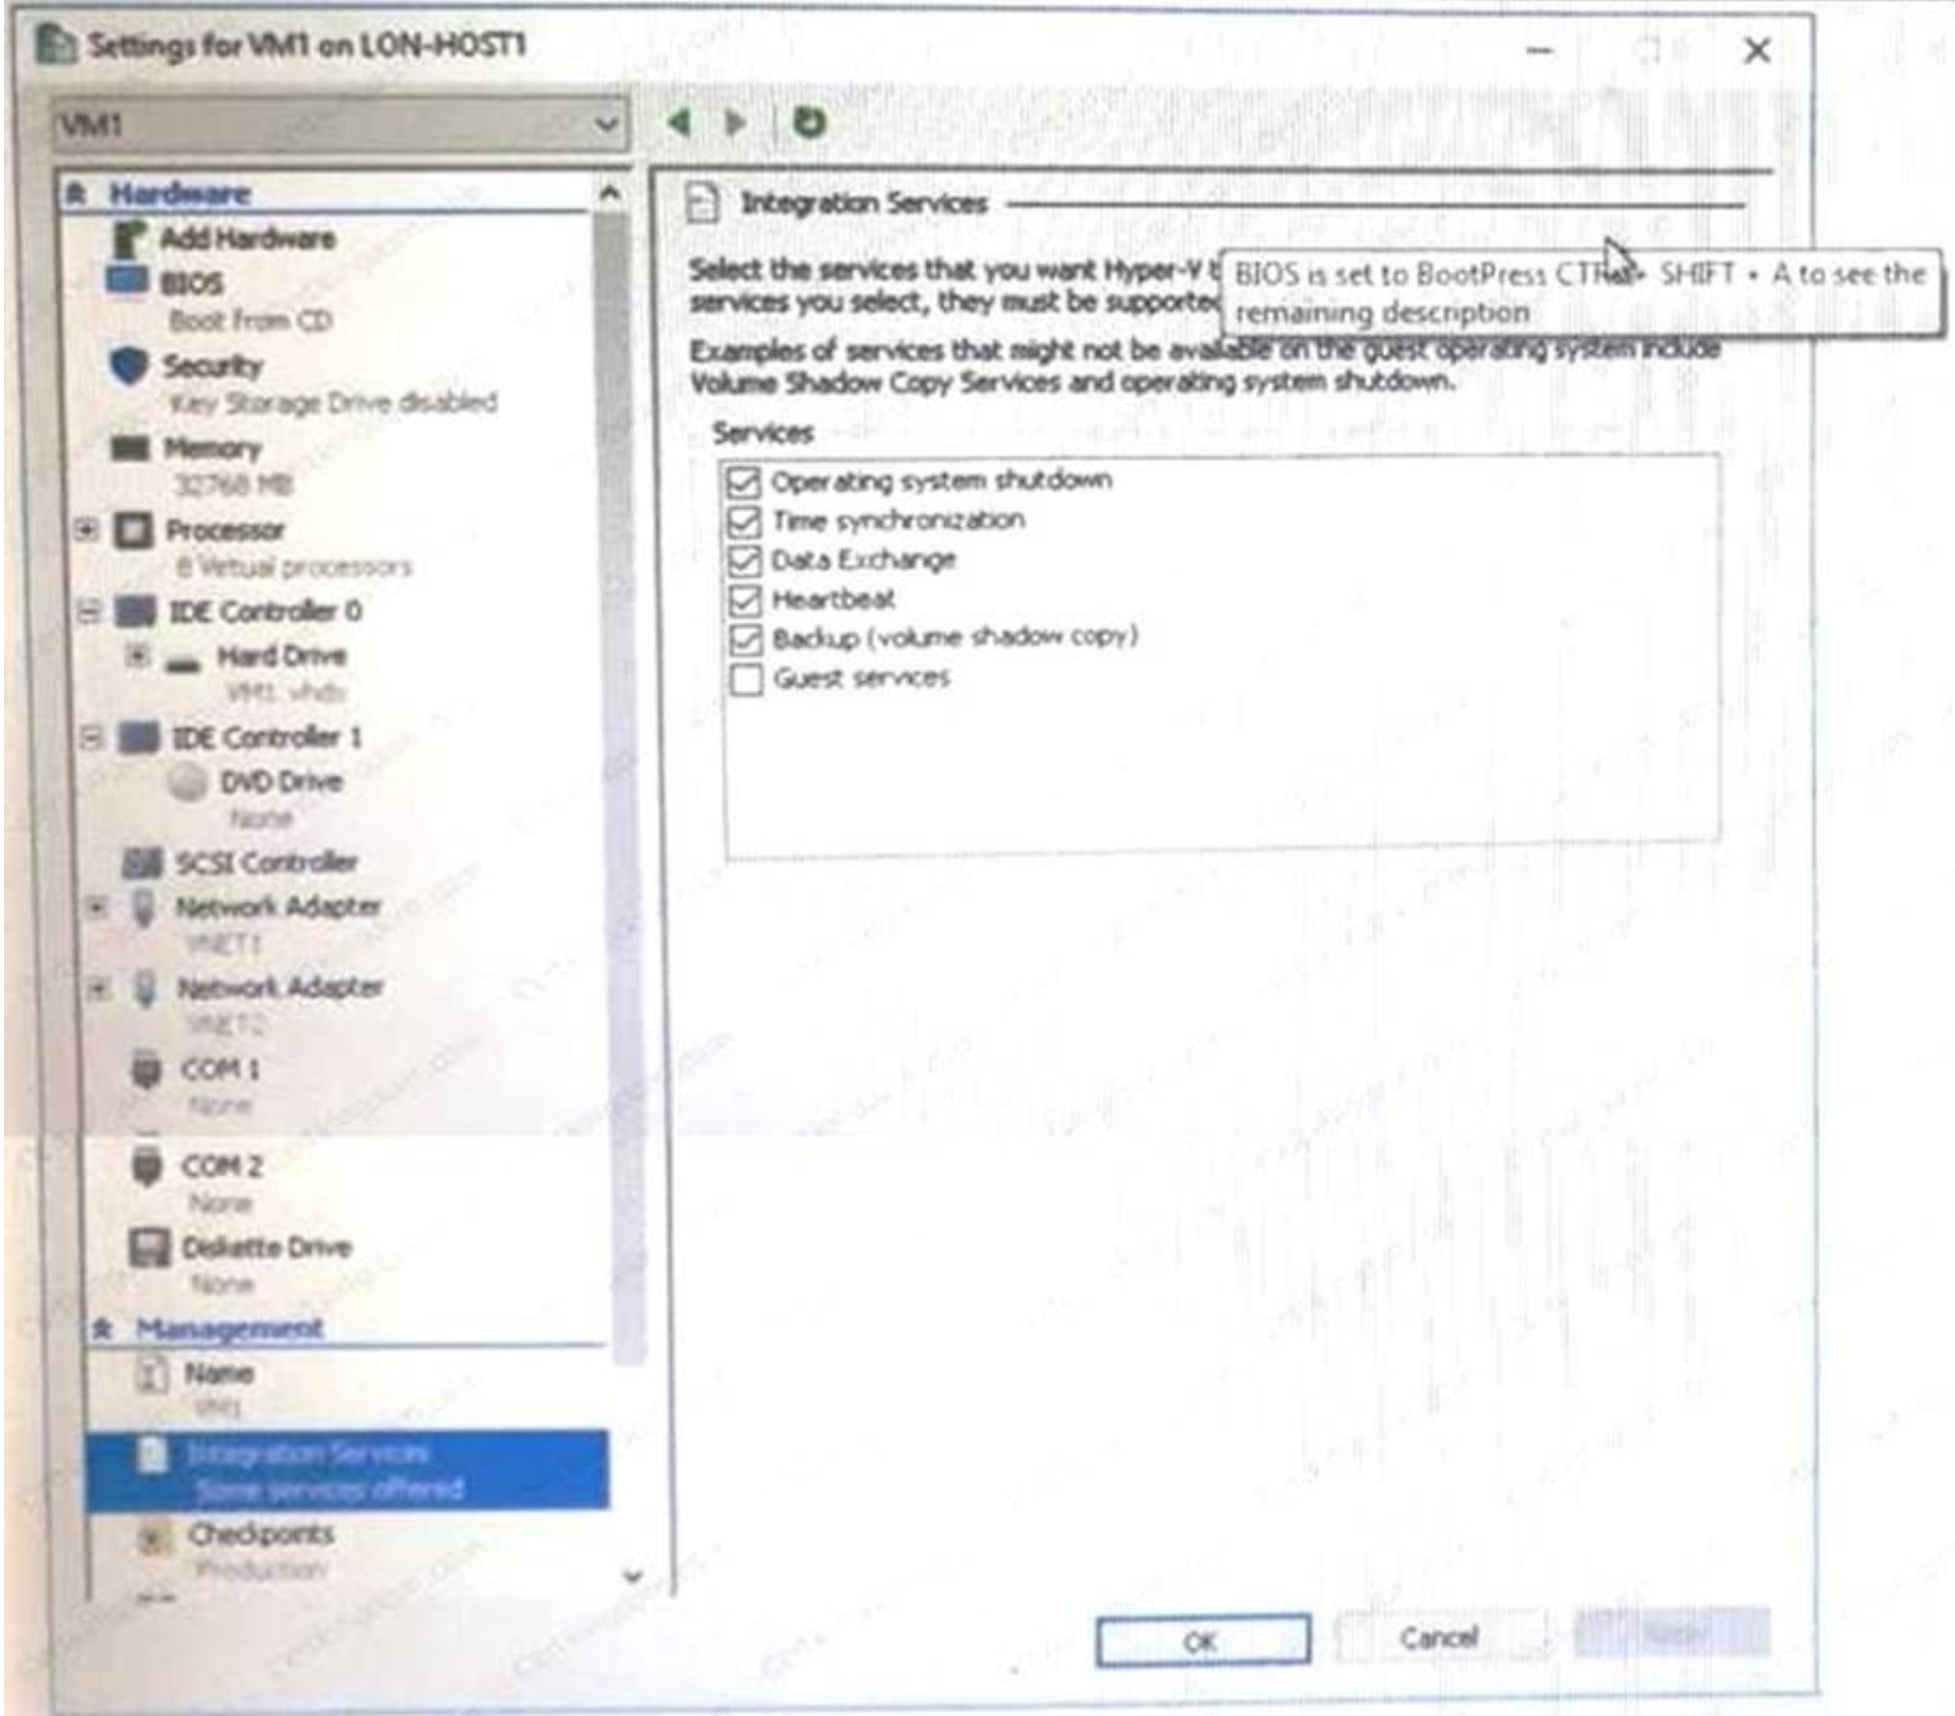 Settings for VM1 on LON-HOST1
VM1
Hardware
Add Hardware
BIOS
Boot from CD
Security
Key Storage Drive disabled
Memory
32768 MB
Processor
8 Virtual processors
IDE Controller 0
Hard Drive
VM1.vhdx
IDE Controller 1
DVD Drive
None
SCSI Controller
Network Adapter
VNET1
Network Adapter
VNET2
COM 1
None
COM 2
None
Diskette Drive
None
Management
Name
VM1
Integration Services
Some services offered
Checkpoints
Production
Integration Services
Select the services that you want Hyper-V t
services you select, they must be supported
BIOS is set to BootPress CTRL+ SHIFT + A to see the
remaining description
Examples of services that might not be available on the guest operating system include
Volume Shadow Copy Services and operating system shutdown.
Services
Operating system shutdown
Time synchronization
Data Exchange
Heartbeat
Backup (volume shadow copy)
Guest services
OK
Cancel